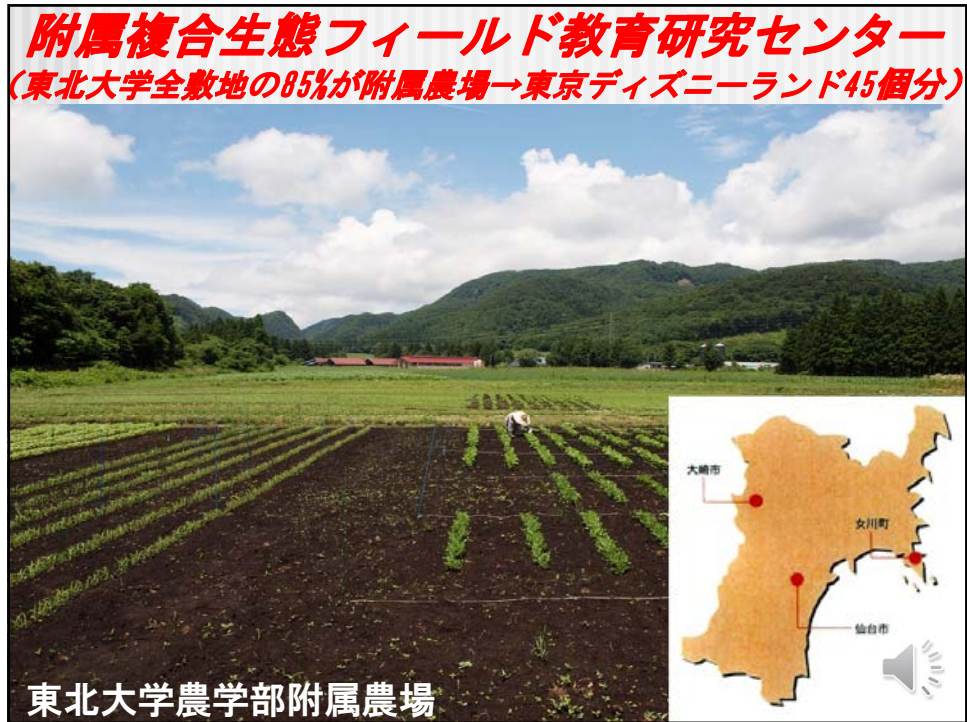 附属複合生態フィールド教育研究センター
(東北大学全敷地の85%が附属農場→東京ディズニーランド45個分)
大崎市
女川町
仙台市
東北大学農学部附属農場